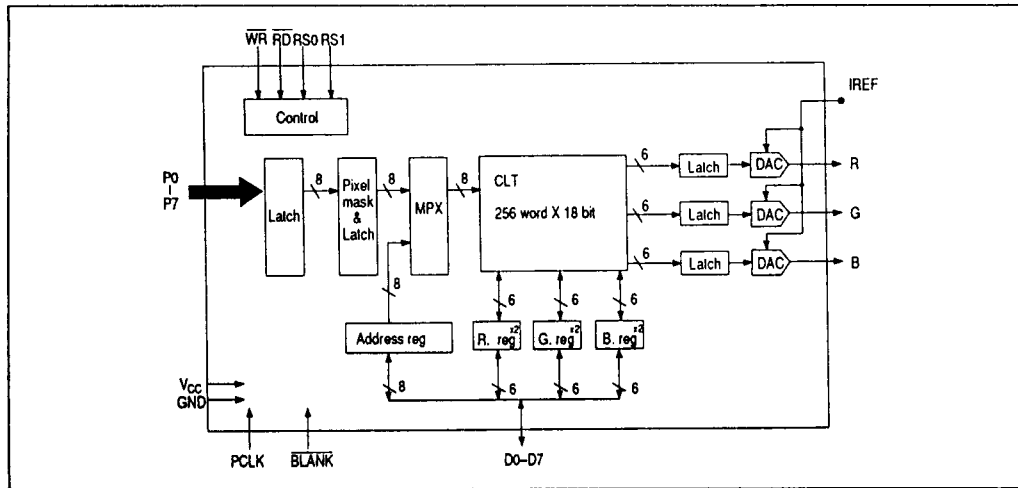 WR RD RS0 RS1
IREF
Control
6
Latch
DAC
R
P0
|
P7
Latch
8
Pixel
mask
&
Latch
8
MPX
8
CLT
256 word X 18 bit
6
Latch
DAC
G
6
Latch
DAC
B
8
6
6
6
Address reg
R. reg x2
G. reg x2
B. reg x2
8
6
6
6
VCC
GND
PCLK
BLANK
D0–D7